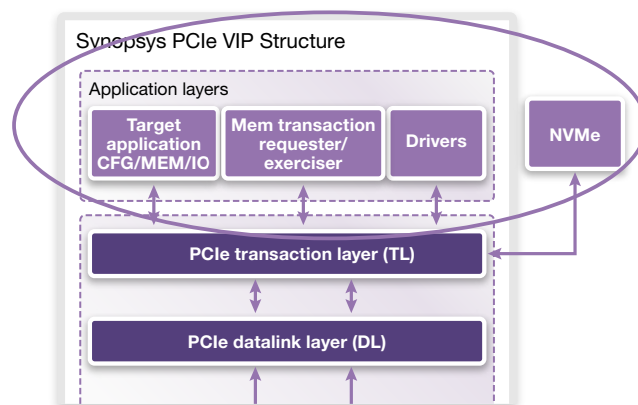 Synopsys PCIe VIP Structure
Application layers
Target
application
CFG/MEM/IO
Mem transaction
requester/
exerciser
Drivers
NVMe
PCIe transaction layer (TL)
PCIe datalink layer (DL)